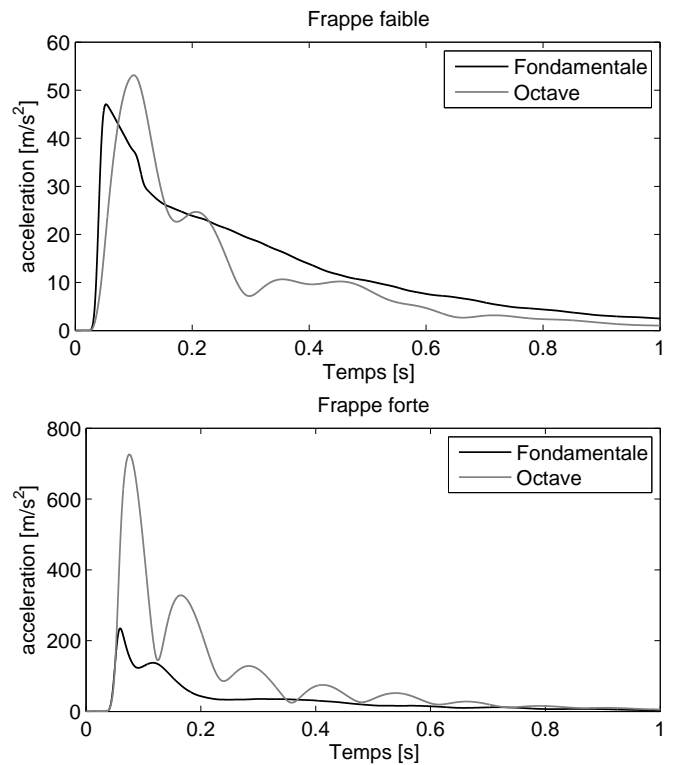 Frappe faible
60
50
40
30
20
10
0
acceleration [m/s²]
Fondamentale
Octave
0
0.2
0.4
0.6
0.8
1
Temps [s]
Frappe forte
800
600
400
200
0
acceleration [m/s²]
Fondamentale
Octave
0
0.2
0.4
0.6
0.8
1
Temps [s]